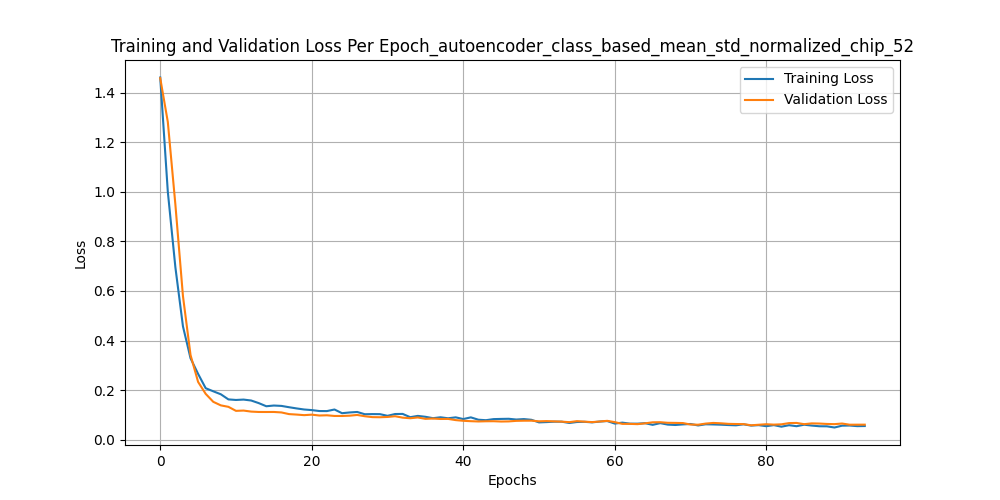 Training and Validation Loss Per Epoch_autoencoder_class_based_mean_std_normalized_chip_52
Training Loss
Validation Loss
Loss
1.4
1.2
1.0
0.8
0.6
0.4
0.2
0.0
0 20 40 60 80
Epochs